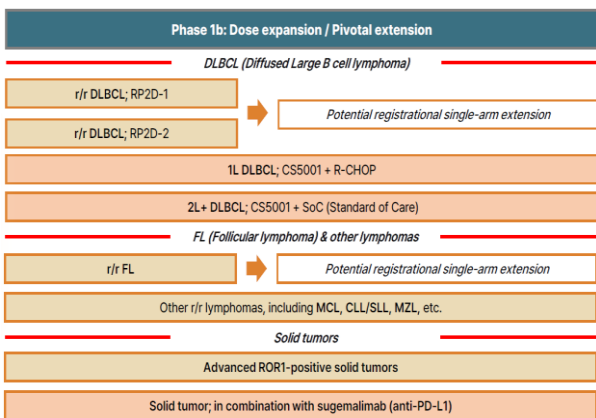 Phase 1b: Dose expansion / Pivotal extension
DLBCL (Diffused Large B cell lymphoma)
r/r DLBCL; RP2D-1
Potential registrational single-arm extension
r/r DLBCL; RP2D-2
1L DLBCL; CS5001 + R-CHOP
2L+ DLBCL; CS5001 + SoC (Standard of Care)
FL (Follicular lymphoma) & other lymphomas
r/r FL
Potential registrational single-arm extension
Other r/r lymphomas, including MCL, CLL/SLL, MZL, etc.
Solid tumors
Advanced ROR1-positive solid tumors
Solid tumor; in combination with sugemalimab (anti-PD-L1)